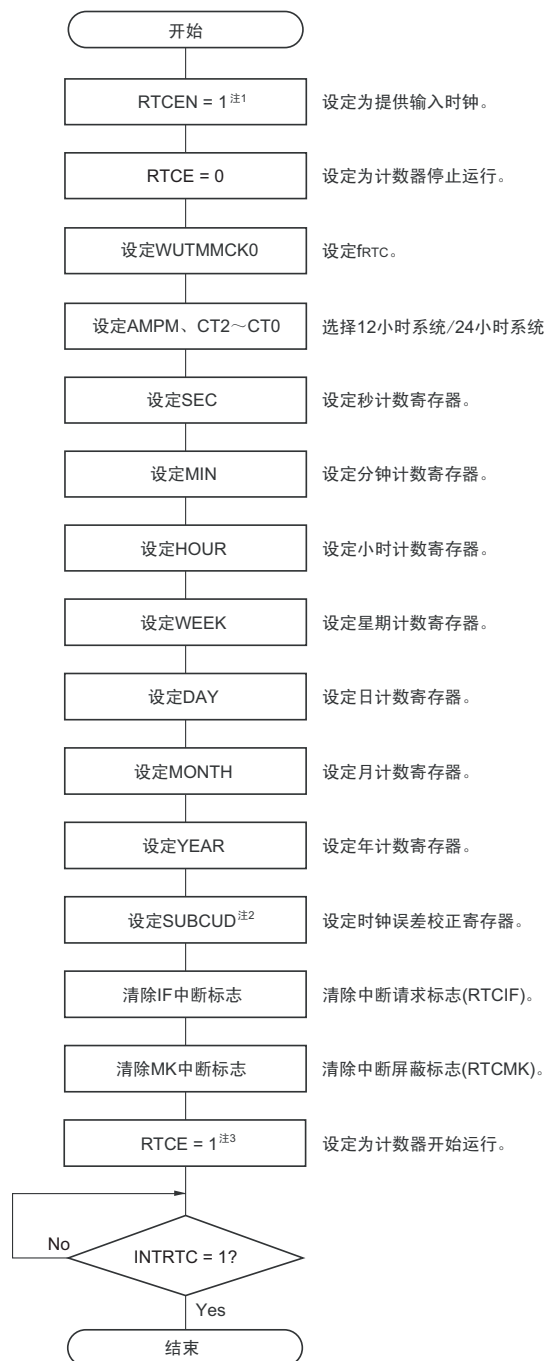 开始
RTCEN = 1注1 设定为提供输入时钟。
RTCE = 0 设定为计数器停止运行。
设定WUTMMCK0 设定fRTC。
设定AMPM、CT2～CT0 选择12小时系统/24小时系统
设定SEC 设定秒计数寄存器。
设定MIN 设定分钟计数寄存器。
设定HOUR 设定小时计数寄存器。
设定WEEK 设定星期计数寄存器。
设定DAY 设定日计数寄存器。
设定MONTH 设定月计数寄存器。
设定YEAR 设定年计数寄存器。
设定SUBCUD注2 设定时钟误差校正寄存器。
清除IF中断标志 清除中断请求标志(RTCIF)。
清除MK中断标志 清除中断屏蔽标志(RTCMK)。
RTCE = 1注3 设定为计数器开始运行。
No
INTRTC = 1?
Yes
结束